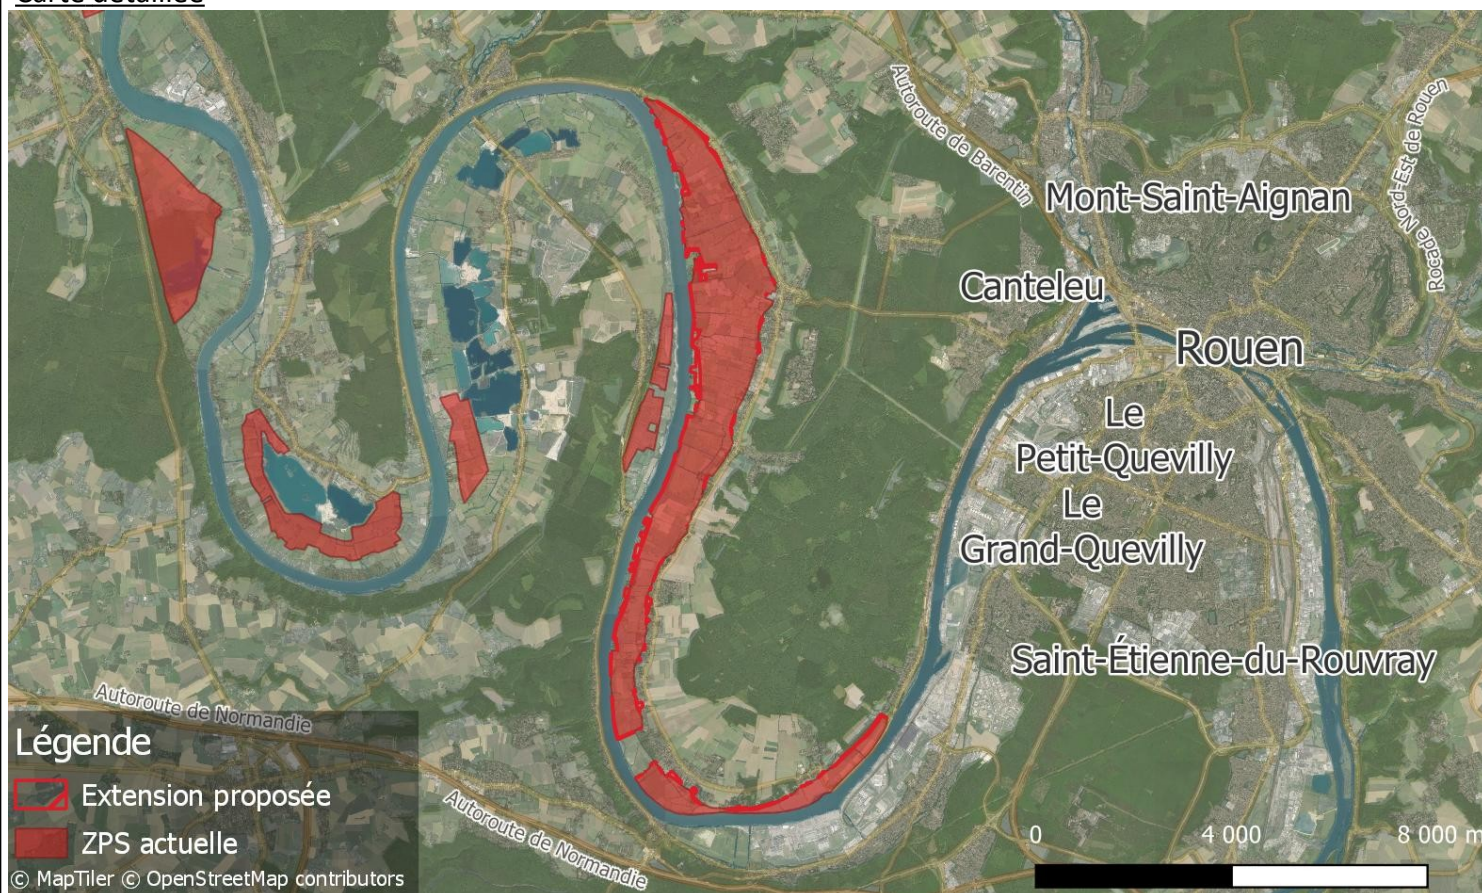 Carte détaillée
Autoroute de Barentin
Rocade Nord-Est de Rouen
Mont-Saint-Aignan
Canteleu
Rouen
Le
Petit-Quevilly
Le
Grand-Quevilly
Saint-Étienne-du-Rouvray
Autoroute de Normandie
Autoroute de Normandie
Légende
Extension proposée
ZPS actuelle
© MapTiler © OpenStreetMap contributors
0 4 000 8 000 m